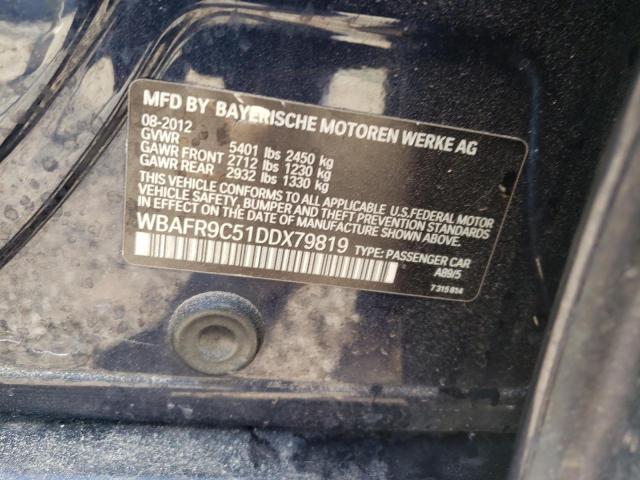 MFD BY BAYERISCHE MOTOREN WERKE AG
08-2012
GVWR 5401 lbs 2450 kg
GAWR FRONT 2712 lbs 1230 kg
GAWR REAR 2932 lbs 1330 kg
THIS VEHICLE CONFORMS TO ALL APPLICABLE U.S.FEDERAL MOTOR
VEHICLE SAFETY, BUMPER AND THEFT PREVENTION STANDARDS
IN EFFECT ON THE DATE OF MANUFACTURE SHOWN ABOVE.
WBAFR9C51DDX79819 TYPE: PASSENGER CAR
A89/5
7 315 814